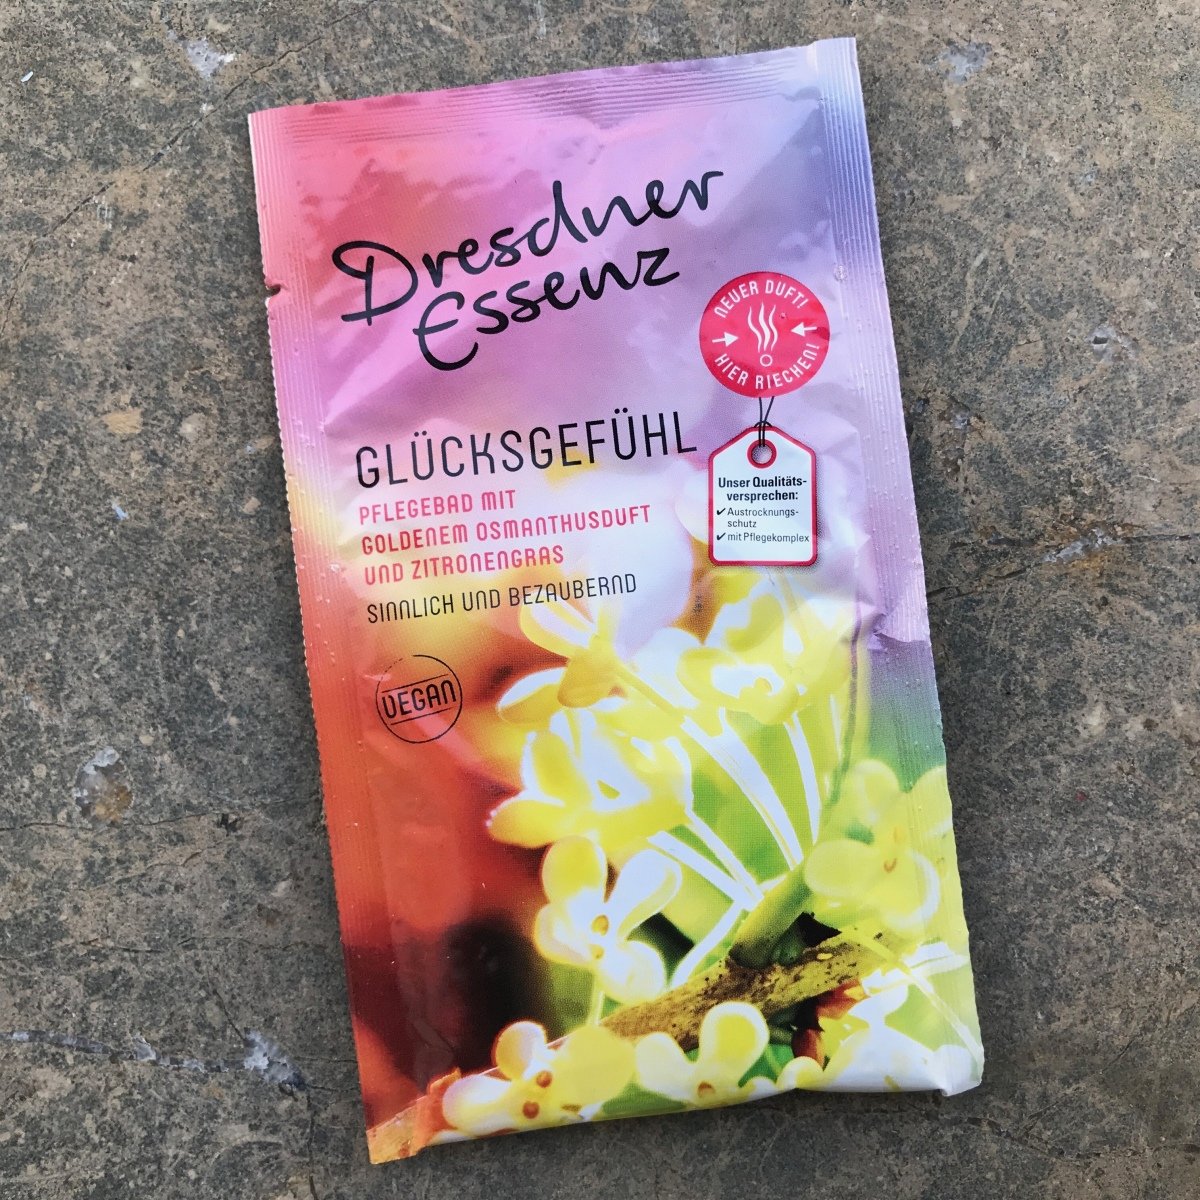 Dresdner
Essenz
NEUER DUFT!
HIER RIECHEN!
GLÜCKSGEFÜHL
PFLEGEBAD MIT
GOLDENEM OSMANTHUSDUFT
UND ZITRONENGRAS
SINNLICH UND BEZAUBERND
Unser Qualitäts-
versprechen:
✔ Austrocknungs-
schutz
✔ mit Pflegekomplex
VEGAN